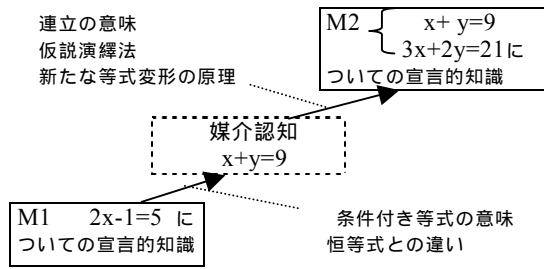 連立の意味
仮説演繹法
新たな等式変形の原理
M2 x+ y=9
3x+2y=21に
ついての宣言的知識
媒介認知
x+y=9
M1 2x-1=5 に
ついての宣言的知識
条件付き等式の意味
恒等式との違い